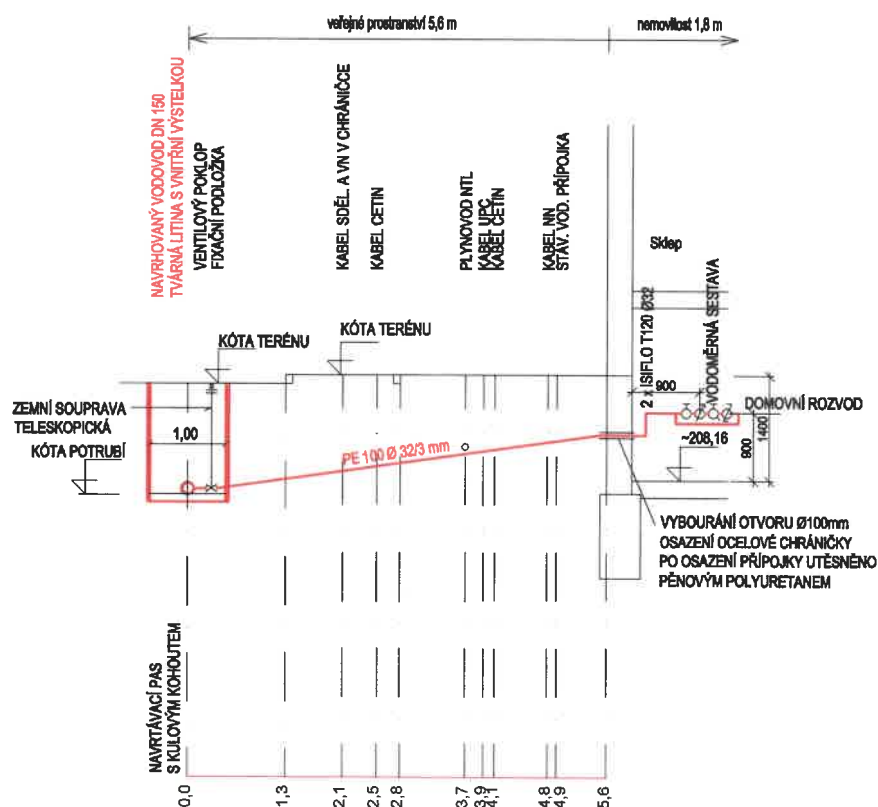 veřejné prostranství 5,6 m
nemovitost 1,8 m
NAVRHOVANÝ VODOVOD DN 150
TVÁRNÁ LITINA S VNITŘNÍ VÝSTELKOU
VENTILOVÝ POKLOP
FIXAČNÍ PODLOŽKA
KABEL SDĚL. A VN V CHRÁNIČCE
KABEL CETIN
PLYNOVOD NTL
KABEL UPC
KABEL CETIN
KABEL NN
STÁV. VOD. PŘÍPOJKA
Sklep
2 x ISIFLO T120 Ø32
900
VODOMĚRNÁ SESTAVA
KÓTA TERÉNU
KÓTA TERÉNU
ZEMNÍ SOUPRAVA
TELESKOPICKÁ
1,00
KÓTA POTRUBÍ
PE 100 Ø 32/3 mm
DOMOVNÍ ROZVOD
~208,16
800
1400
VYBOURÁNÍ OTVORU Ø100mm
OSAZENÍ OCELOVÉ CHRÁNIČKY
PO OSAZENÍ PŘÍPOJKY UTĚSNĚNO
PĚNOVÝM POLYURETANEM
NAVRTÁVACÍ PAS
S KULOVÝM KOHOUTEM
0,0
1,3
2,1
2,5
2,8
3,7
3,9
4,1
4,8
4,9
5,6